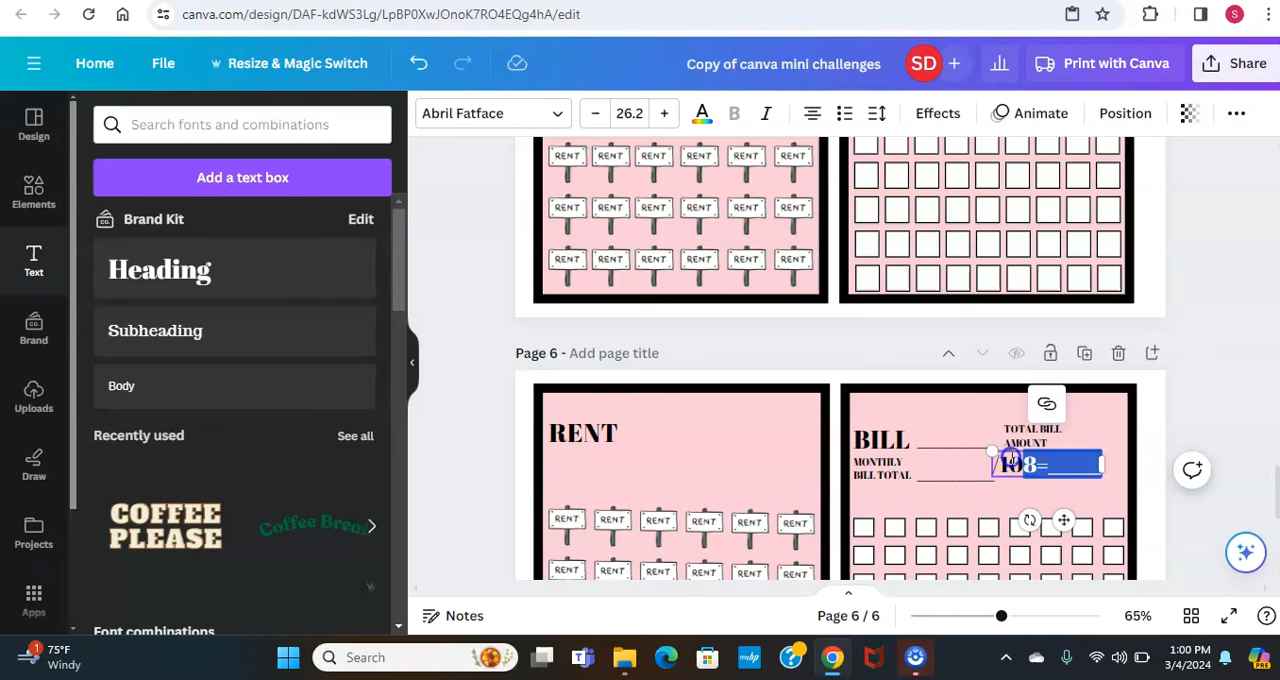 canva.com/design/DAF-kdWS3Lg/LpBP0XwJOnoK7RO4EQg4hA/edit
S
Home File Resize & Magic Switch Copy of canva mini challenges SD Print with Canva Share
Design
Elements
Text
Brand
Uploads
Draw
Projects
Apps
Search fonts and combinations
Add a text box
Brand Kit Edit
Heading
Subheading
Body
Recently used See all
COFFEE
PLEASE
Coffee Break
Font combinations
Abril Fatface - 26.2 + A B I Effects Animate Position
RENT RENT RENT RENT RENT RENT
RENT RENT RENT RENT RENT RENT
RENT RENT RENT RENT RENT RENT
Page 6 - Add page title
RENT
RENT RENT RENT RENT RENT RENT
RENT RENT RENT RENT RENT RENT
BILL __________
TOTAL BILL
AMOUNT
MONTHLY
BILL TOTAL __________
/108=_____
Notes Page 6 / 6 65%
1
75°F
Windy
Search
1:00 PM
3/4/2024
PRE